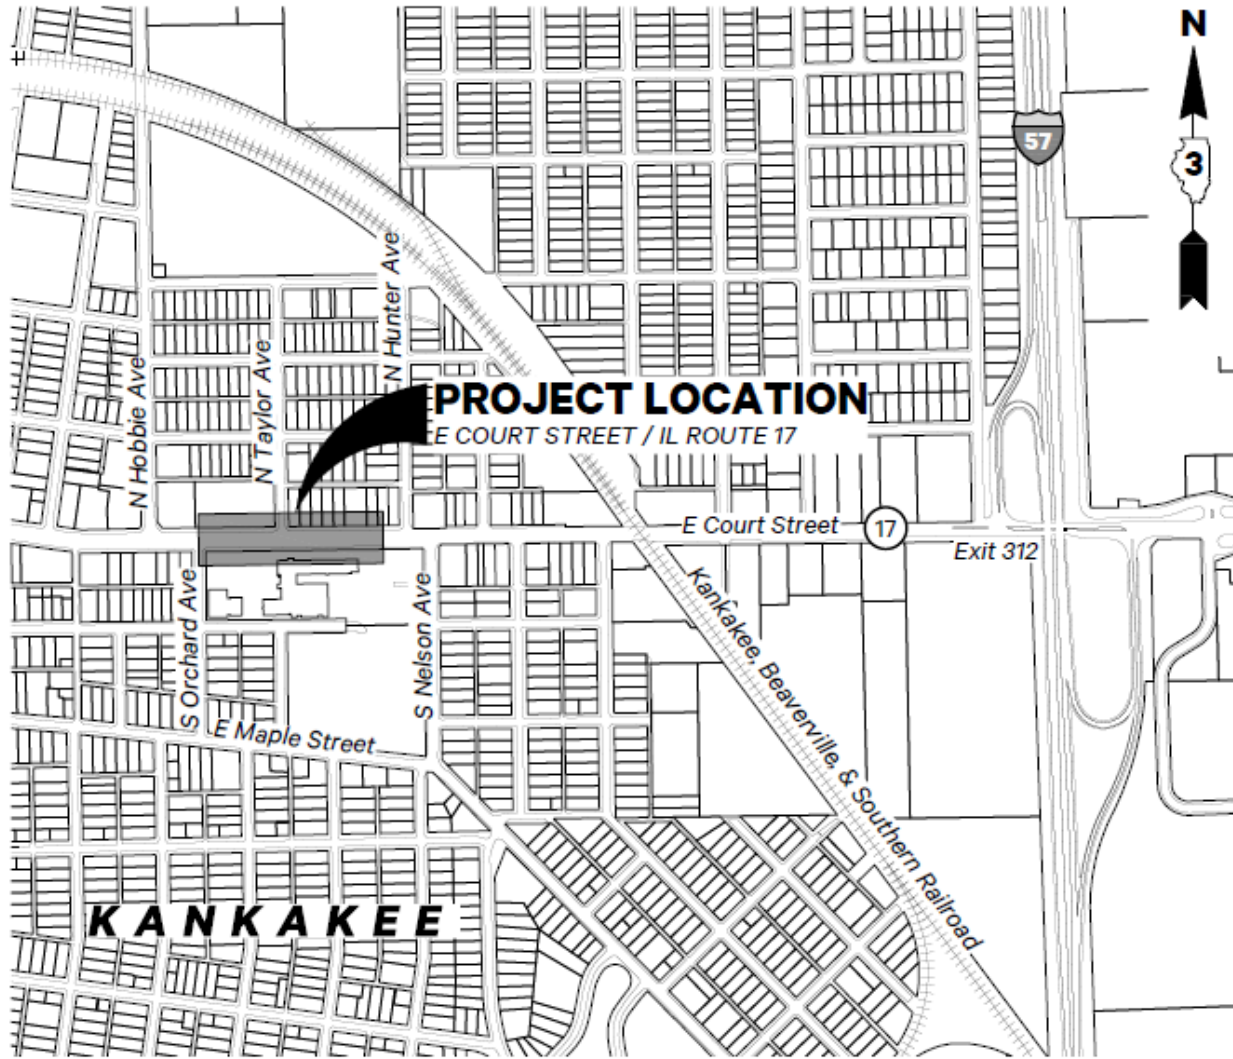 N
57
3
N Hunter Ave
N Hobbie Ave
N Taylor Ave
PROJECT LOCATION
E COURT STREET / IL ROUTE 17
E Court Street
17
Exit 312
S Orchard Ave
S Nelson Ave
Kankakee, Beaverville, & Southern Railroad
E Maple Street
KANKAKEE